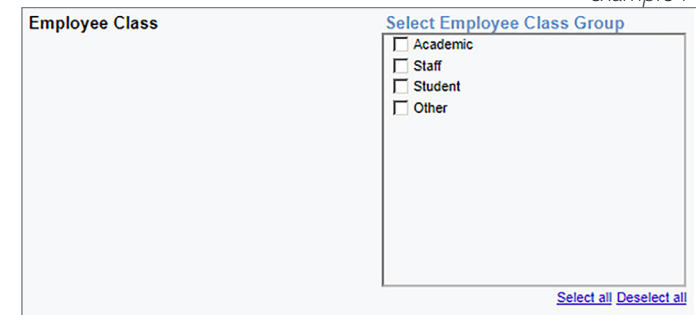 Employee Class
Select Employee Class Group
Academic
Staff
Student
Other
Select all Deselect all